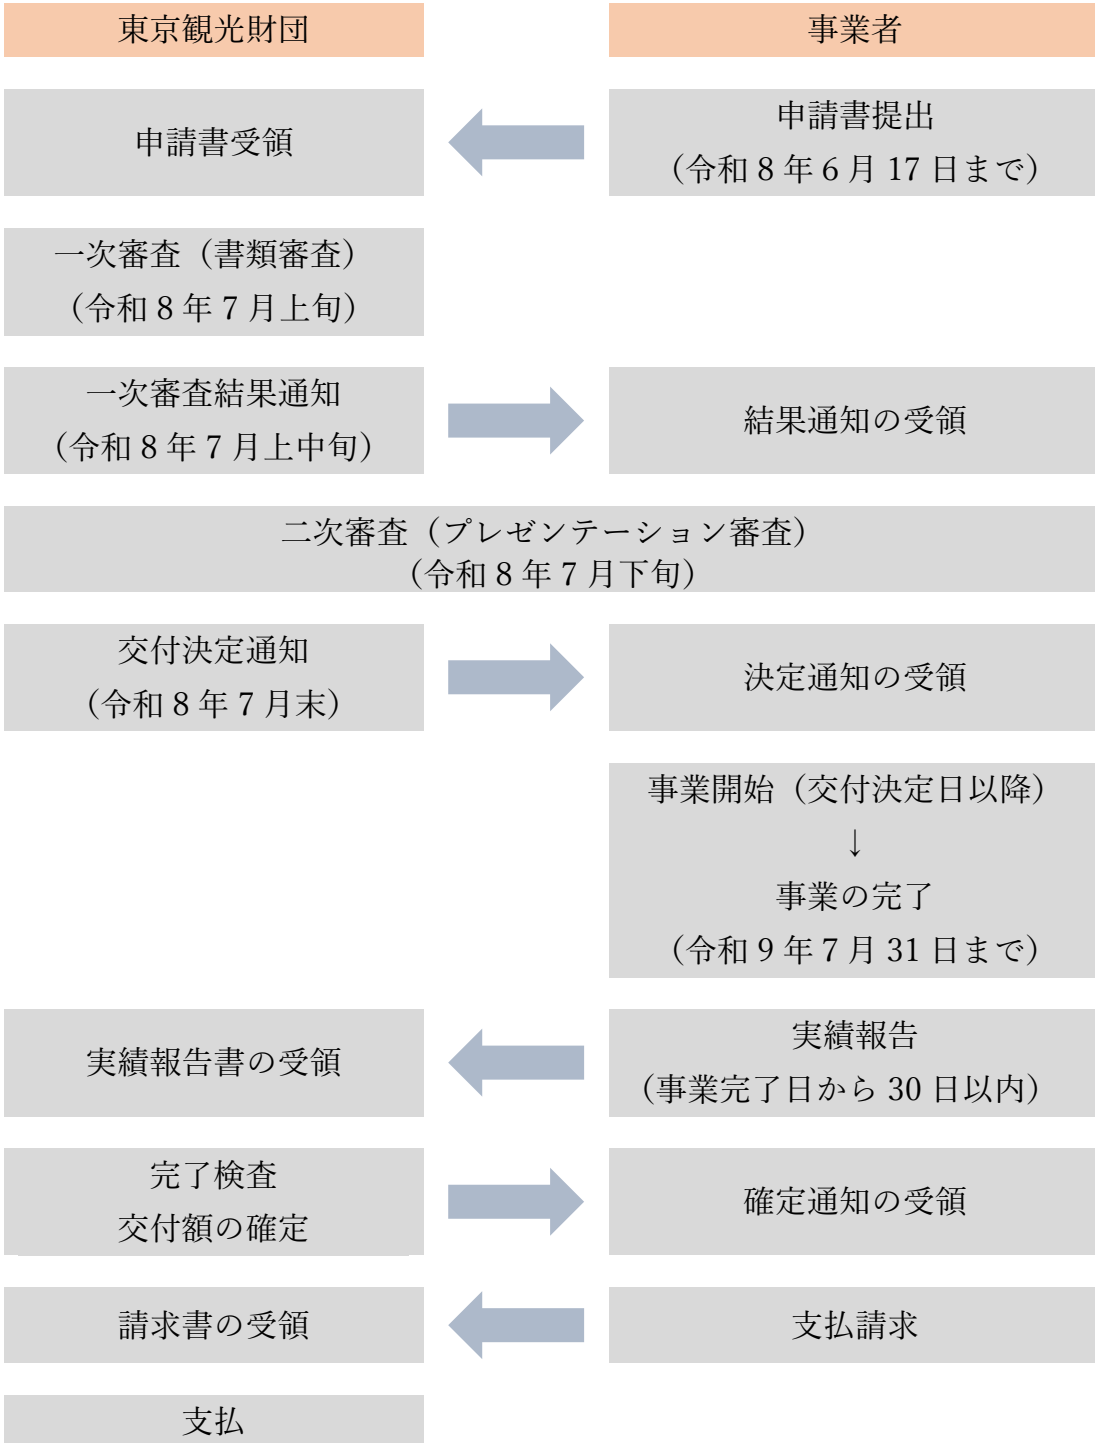 東京観光財団
事業者
申請書受領
申請書提出
（令和 8 年 6 月 17 日まで）
一次審査（書類審査）
（令和 8 年 7 月上旬）
一次審査結果通知
（令和 8 年 7 月上中旬）
結果通知の受領
二次審査（プレゼンテーション審査）
（令和 8 年 7 月下旬）
交付決定通知
（令和 8 年 7 月末）
決定通知の受領
事業開始（交付決定日以降）
↓
事業の完了
（令和 9 年 7 月 31 日まで）
実績報告書の受領
実績報告
（事業完了日から 30 日以内）
完了検査
交付額の確定
確定通知の受領
請求書の受領
支払請求
支払